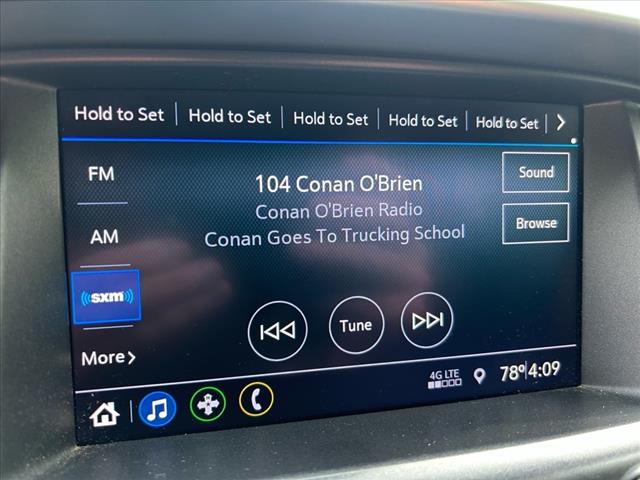 Hold to Set Hold to Set Hold to Set Hold to Set Hold to Set
FM
104 Conan O'Brien
Sound
Conan O'Brien Radio
AM
Conan Goes To Trucking School
Browse
sxm
Tune
More
4G LTE
78° 4:09